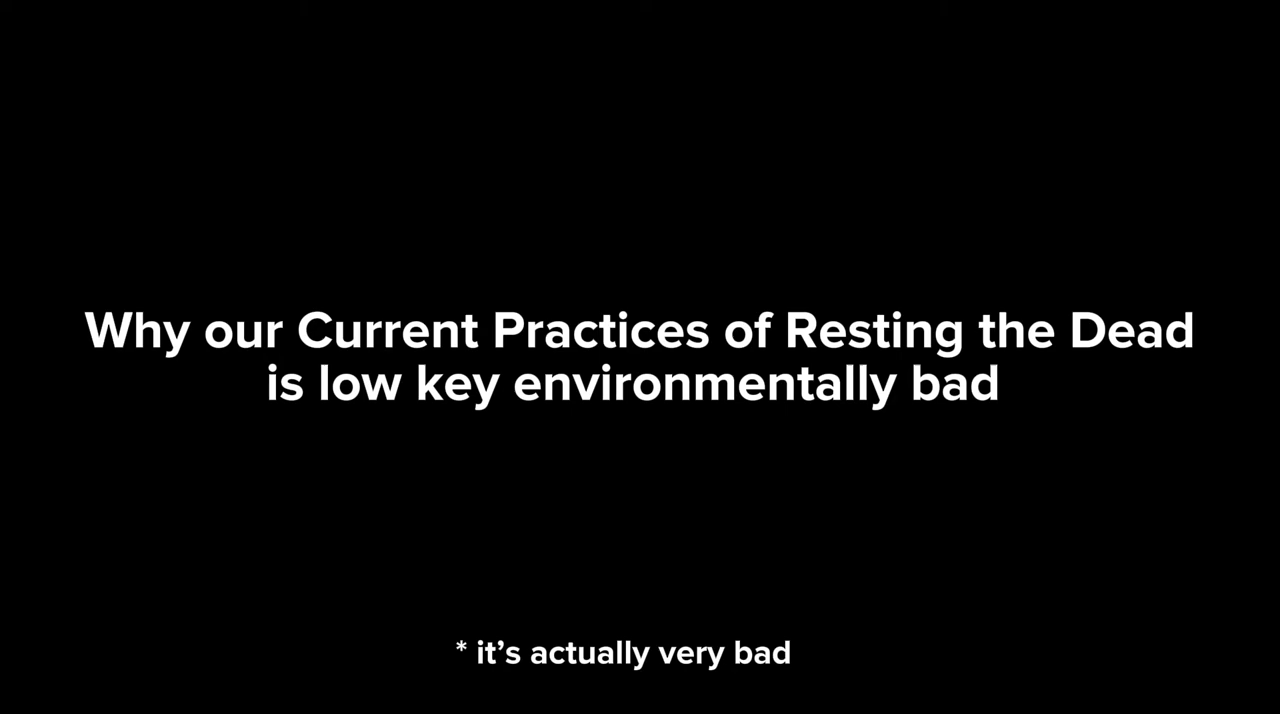 Why our Current Practices of Resting the Dead
is low key environmentally bad
* it’s actually very bad